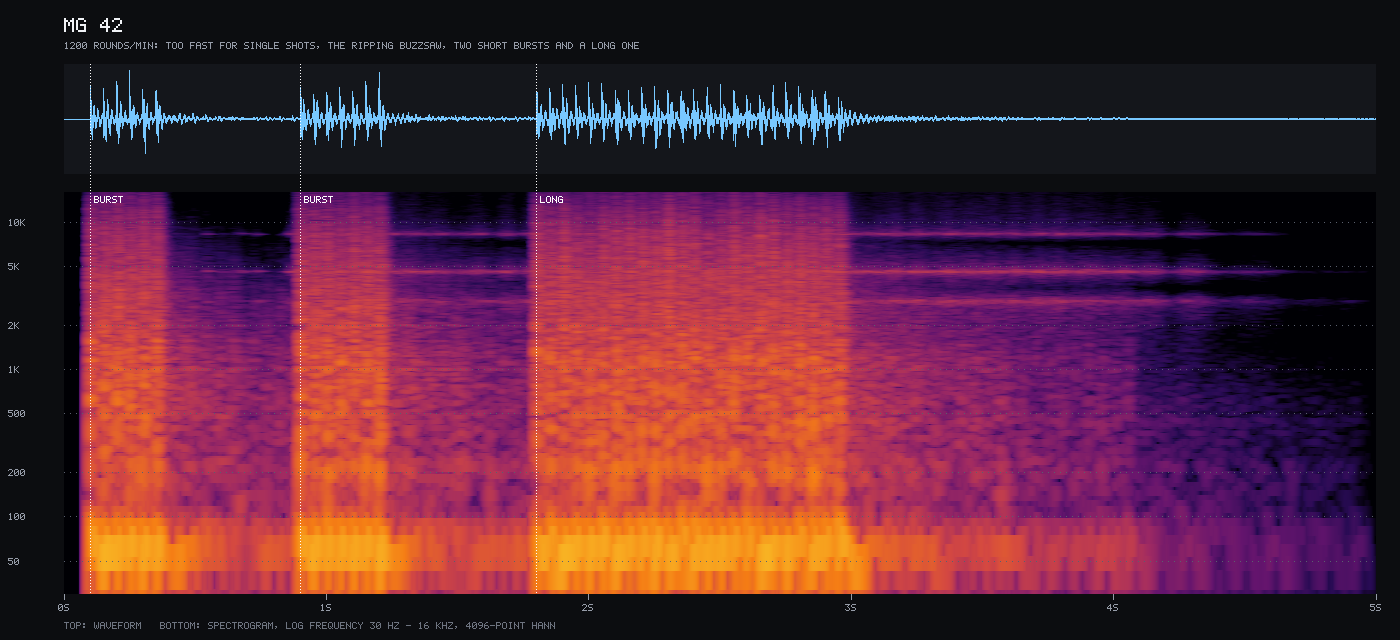 MG 42
1200 ROUNDS/MIN: TOO FAST FOR SINGLE SHOTS, THE RIPPING BUZZSAW, TWO SHORT BURSTS AND A LONG ONE
BURST BURST LONG
10K
5K
2K
1K
500
200
100
50
0S 1S 2S 3S 4S 5S
TOP: WAVEFORM BOTTOM: SPECTROGRAM, LOG FREQUENCY 30 HZ - 16 KHZ, 4096-POINT HANN